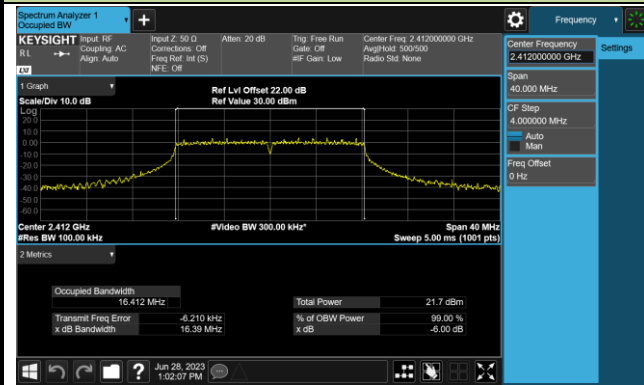 Spectrum Analyzer 1
Occupied BW
Frequency
KEYSIGHT
Input: RF
Coupling: AC
Align: Auto
Input Z: 50 Ω
Corrections: Off
Freq Ref: Int (S)
NFE: Off
Atten: 20 dB
Trig: Free Run
Gate: Off
#IF Gain: Low
Center Freq: 2.412000000 GHz
Avg|Hold: 500/500
Radio Std: None
RL
LXI
Center Frequency
2.412000000 GHz
Settings
Span
40.000 MHz
CF Step
4.000000 MHz
Auto
Man
Freq Offset
0 Hz
1 Graph
Scale/Div 10.0 dB
Ref Lvl Offset 22.00 dB
Ref Value 30.00 dBm
Log
20.0
10.0
0.00
-10.0
-20.0
-30.0
-40.0
-50.0
-60.0
Center 2.412 GHz
#Video BW 300.00 kHz*
Span 40 MHz
#Res BW 100.00 kHz
Sweep 5.00 ms (1001 pts)
2 Metrics
Occupied Bandwidth
16.412 MHz
Total Power
21.7 dBm
Transmit Freq Error
-6.210 kHz
% of OBW Power
99.00 %
x dB Bandwidth
16.39 MHz
x dB
-6.00 dB
Jun 28, 2023
1:02:07 PM